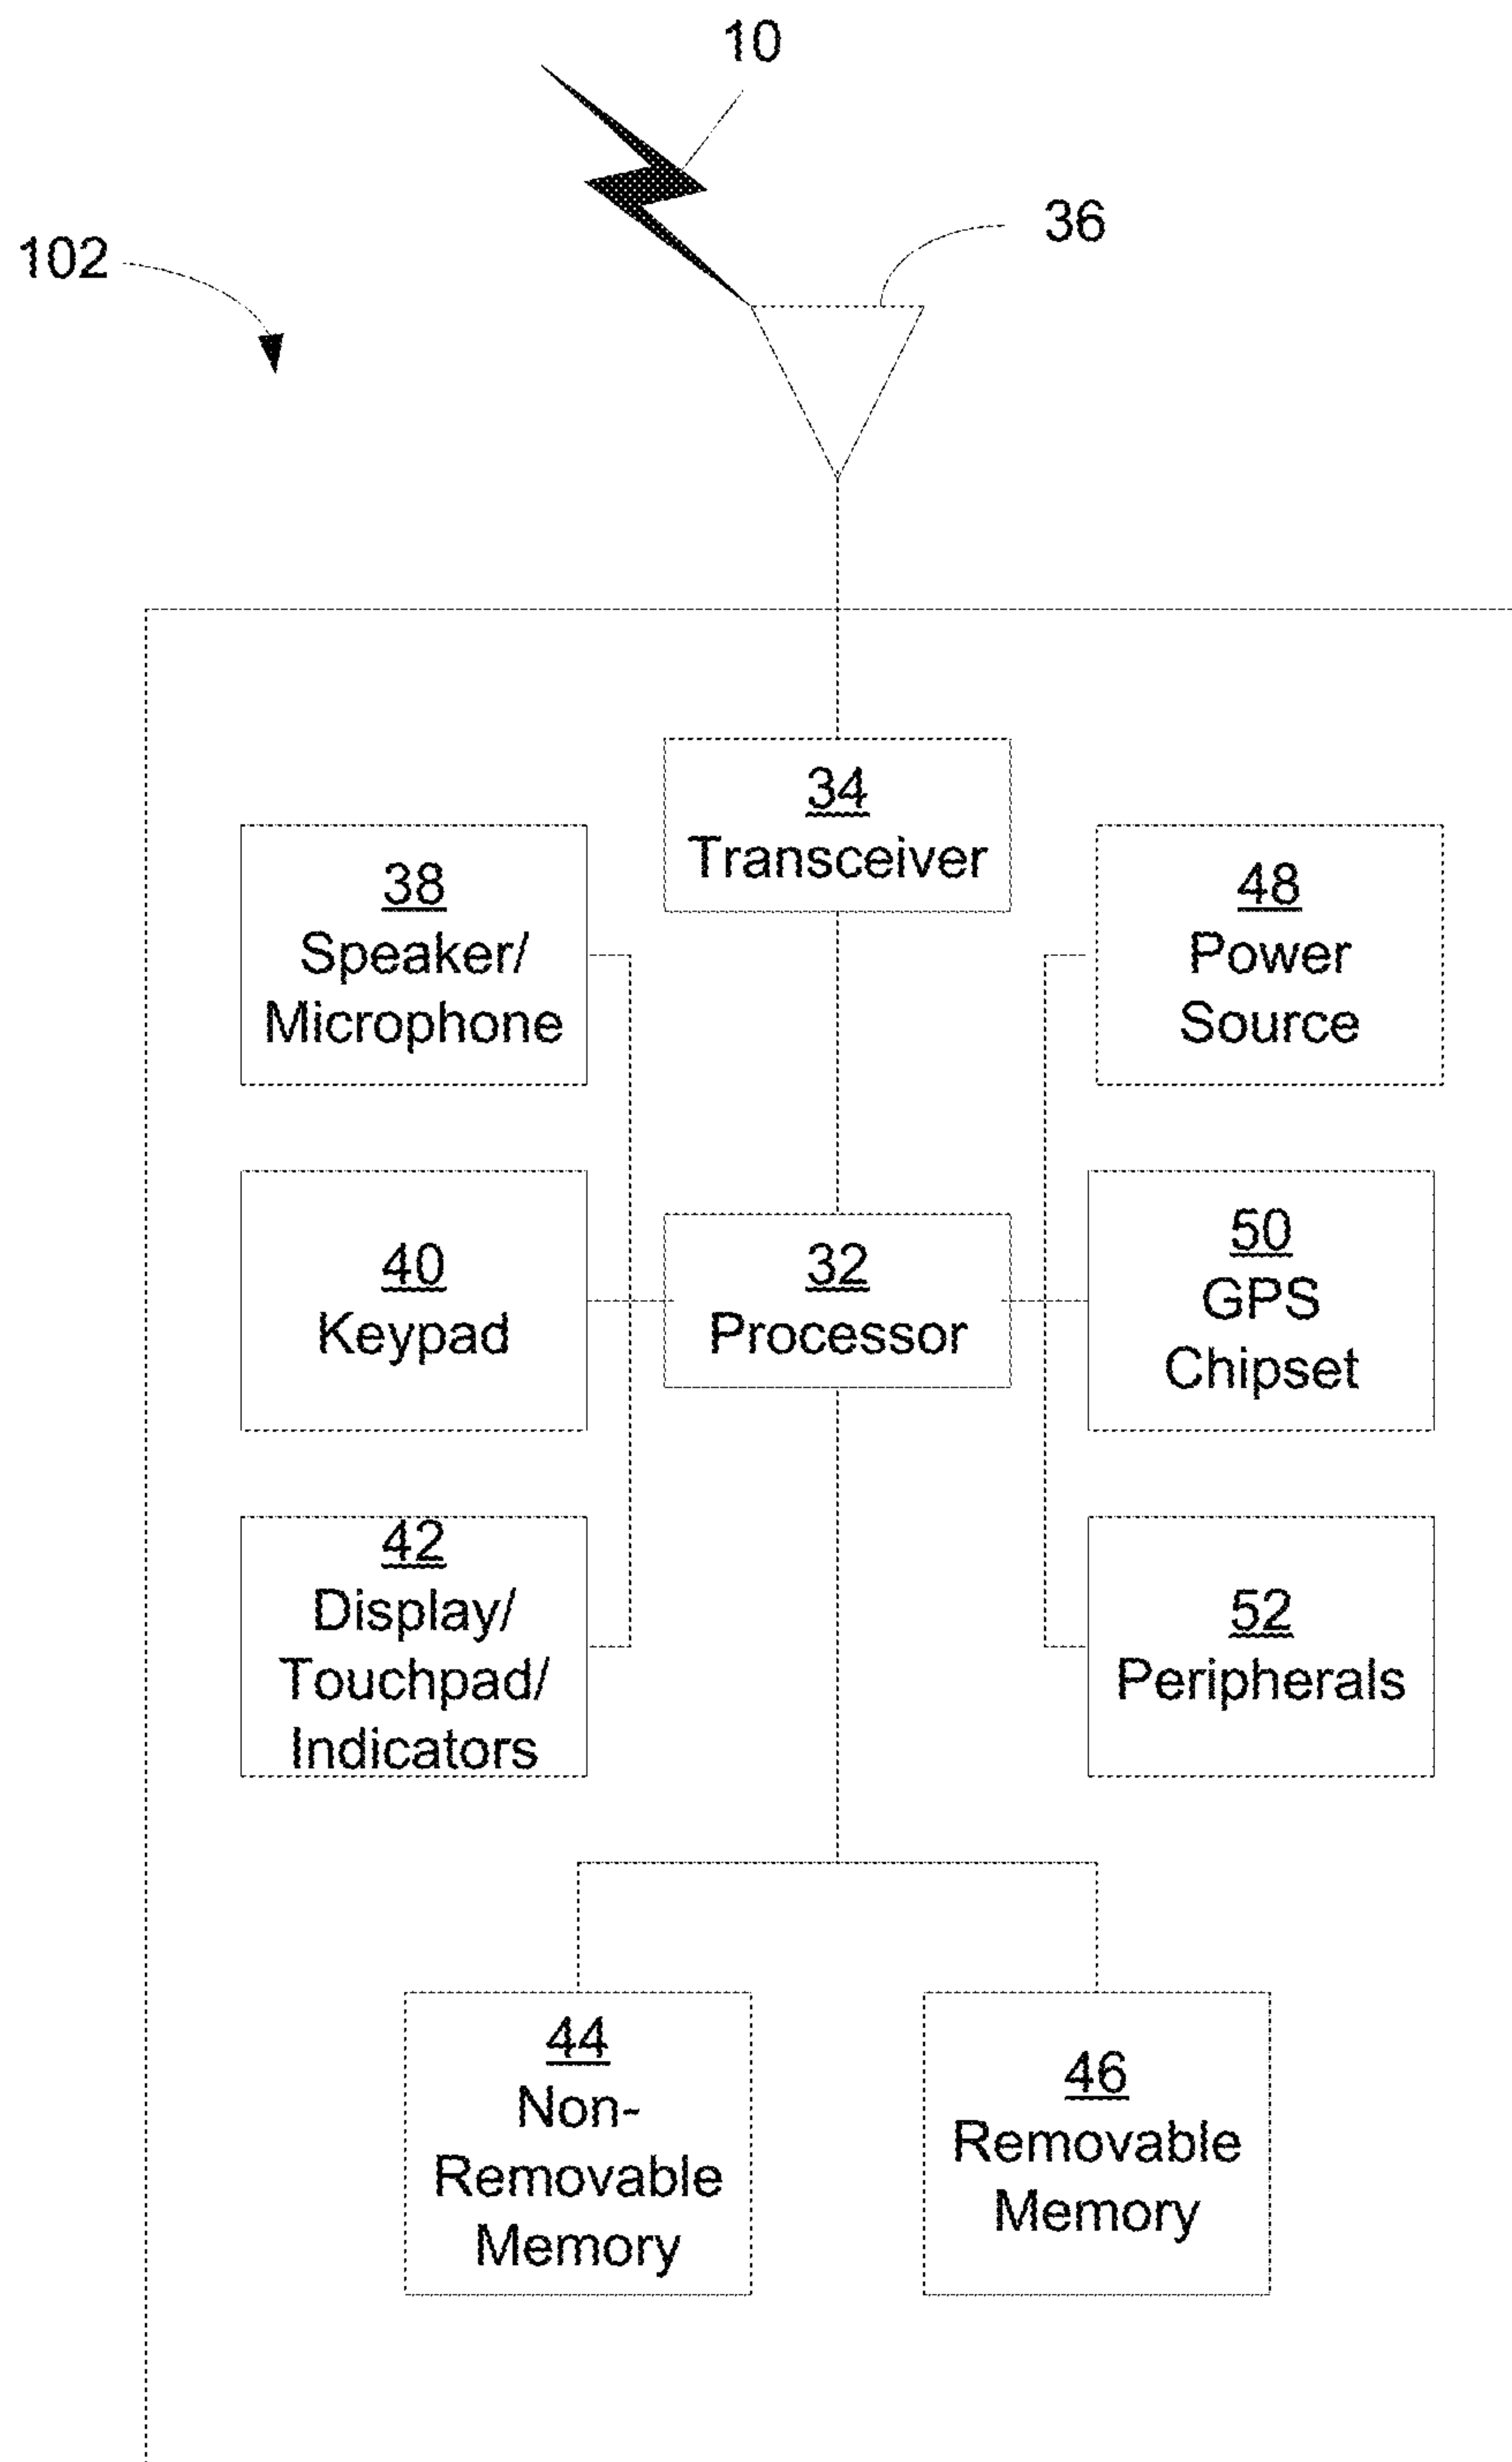 10
36
102
34
Transceiver
38
Speaker/
Microphone
48
Power
Source
40
Keypad
32
Processor
50
GPS
Chipset
42
Display/
Touchpad/
Indicators
52
Peripherals
44
Non-
Removable
Memory
46
Removable
Memory